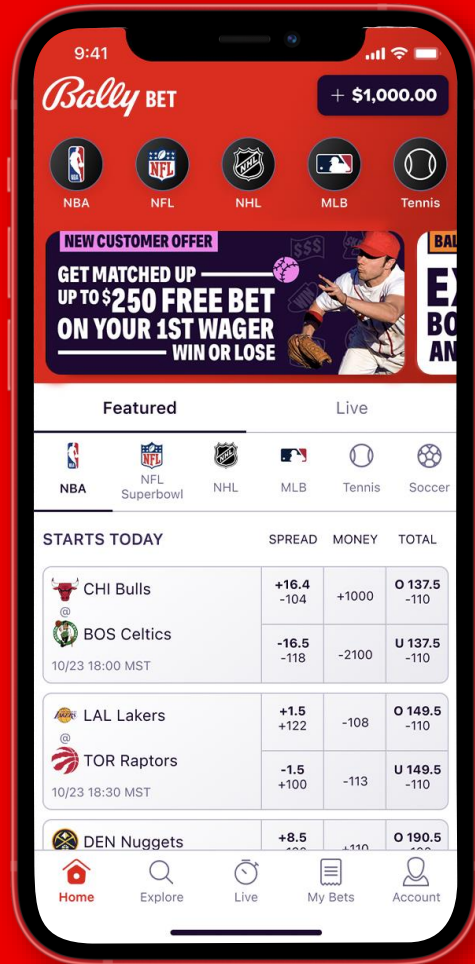 9:41
Bally BET
+ $1,000.00
NBA
NFL
NHL
MLB
Tennis
NEW CUSTOMER OFFER
GET MATCHED UP
UP TO $250 FREE BET
ON YOUR 1ST WAGER
WIN OR LOSE
$$$
BAL
E
BO
AN
Featured
Live
NBA
NFL
Superbowl
NHL
MLB
Tennis
Soccer
STARTS TODAY
SPREAD MONEY TOTAL
CHI Bulls
@
BOS Celtics
10/23 18:00 MST
+16.4
-104
+1000
O 137.5
-110
-16.5
-118
-2100
U 137.5
-110
LAL Lakers
@
TOR Raptors
10/23 18:30 MST
+1.5
+122
-108
O 149.5
-110
-1.5
+100
-113
U 149.5
-110
DEN Nuggets
+8.5
+110
O 190.5
Home
Explore
Live
My Bets
Account